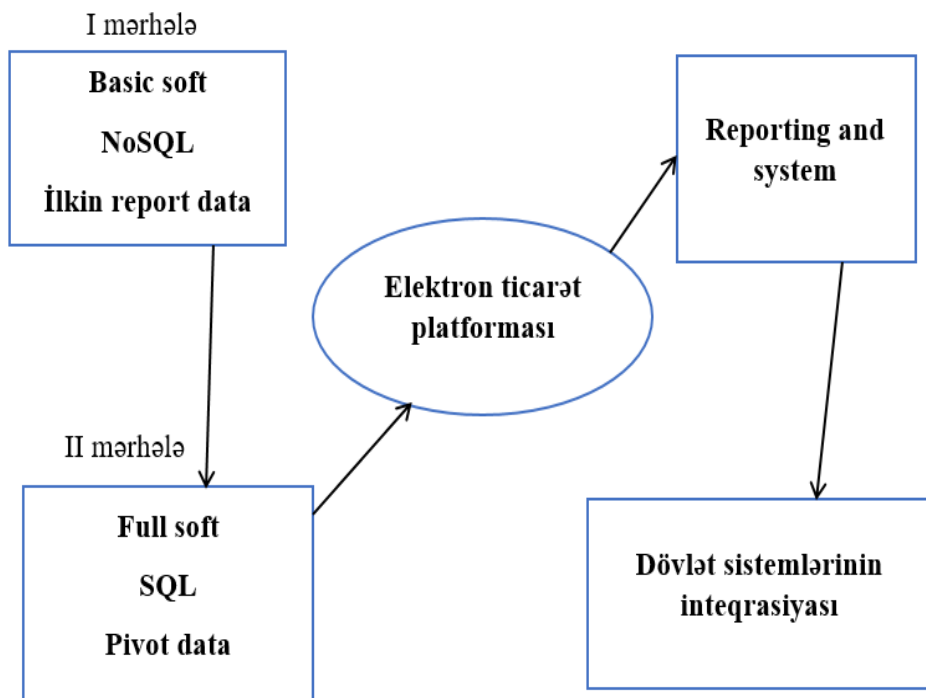 I mərhələ
Basic soft
NoSQL
İlkin report data
II mərhələ
Full soft
SQL
Pivot data
Elektron ticarət
platforması
Reporting and
system
Dövlət sistemlərinin
inteqrasiyası